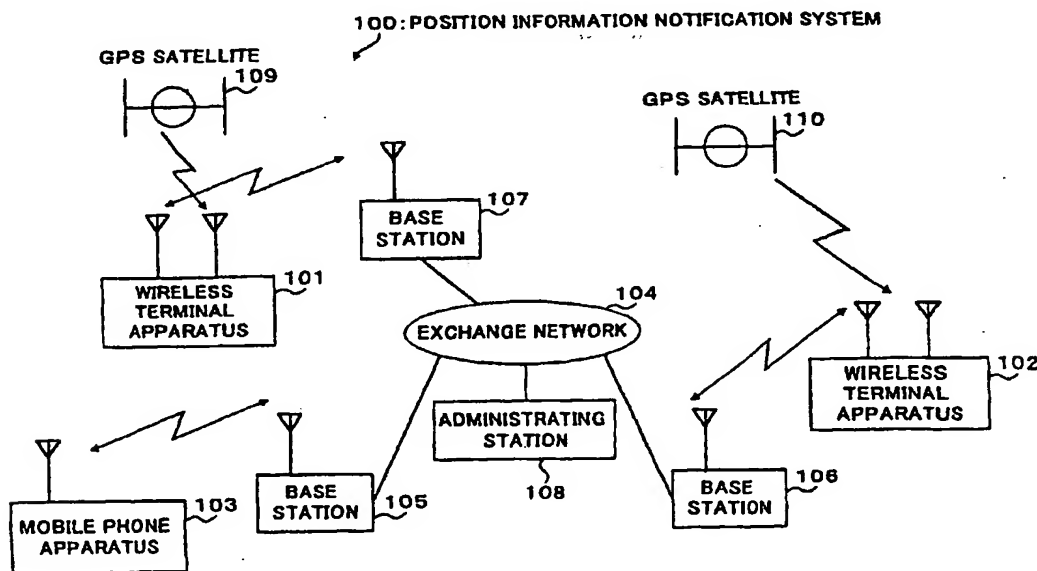 100: POSITION INFORMATION NOTIFICATION SYSTEM
GPS SATELLITE
109
GPS SATELLITE
110
107
BASE
STATION
101
WIRELESS
TERMINAL
APPARATUS
104
EXCHANGE NETWORK
102
WIRELESS
TERMINAL
APPARATUS
ADMINISTRATING
STATION
108
103
MOBILE PHONE
APPARATUS
105
BASE
STATION
106
BASE
STATION